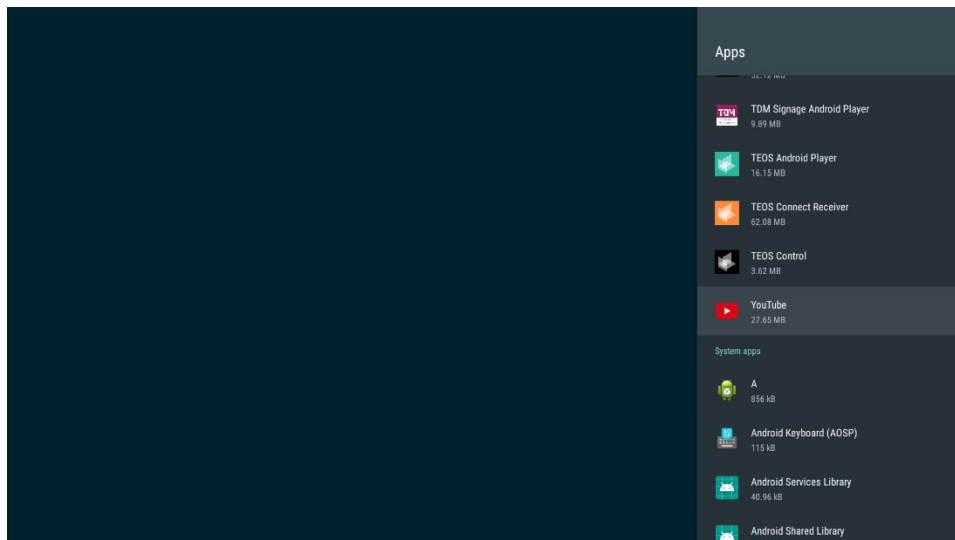 Apps
TDM Signage Android Player
9.89 MB
TEOS Android Player
16.15 MB
TEOS Connect Receiver
62.08 MB
TEOS Control
3.62 MB
YouTube
27.65 MB
System apps
A
856 kB
Android Keyboard (AOSP)
115 kB
Android Services Library
40.96 kB
Android Shared Library